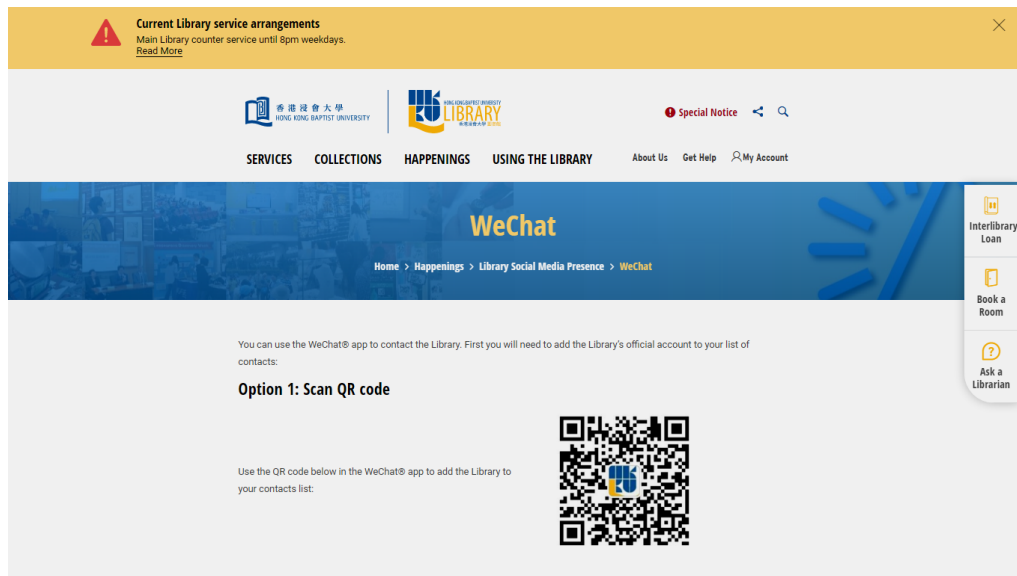 Current Library service arrangements
Main Library counter service until 8pm weekdays.
Read More
香港浸會大學
HONG KONG BAPTIST UNIVERSITY
HONG KONG BAPTIST UNIVERSITY
LIBRARY
Special Notice
SERVICES COLLECTIONS HAPPENINGS USING THE LIBRARY About Us Get Help My Account
WeChat
Home > Happenings > Library Social Media Presence > WeChat
Interlibrary
Loan
Book a
Room
Ask a
Librarian
You can use the WeChat® app to contact the Library. First you will need to add the Library's official account to your list of
contacts:
Option 1: Scan QR code
Use the QR code below in the WeChat® app to add the Library to
your contacts list: